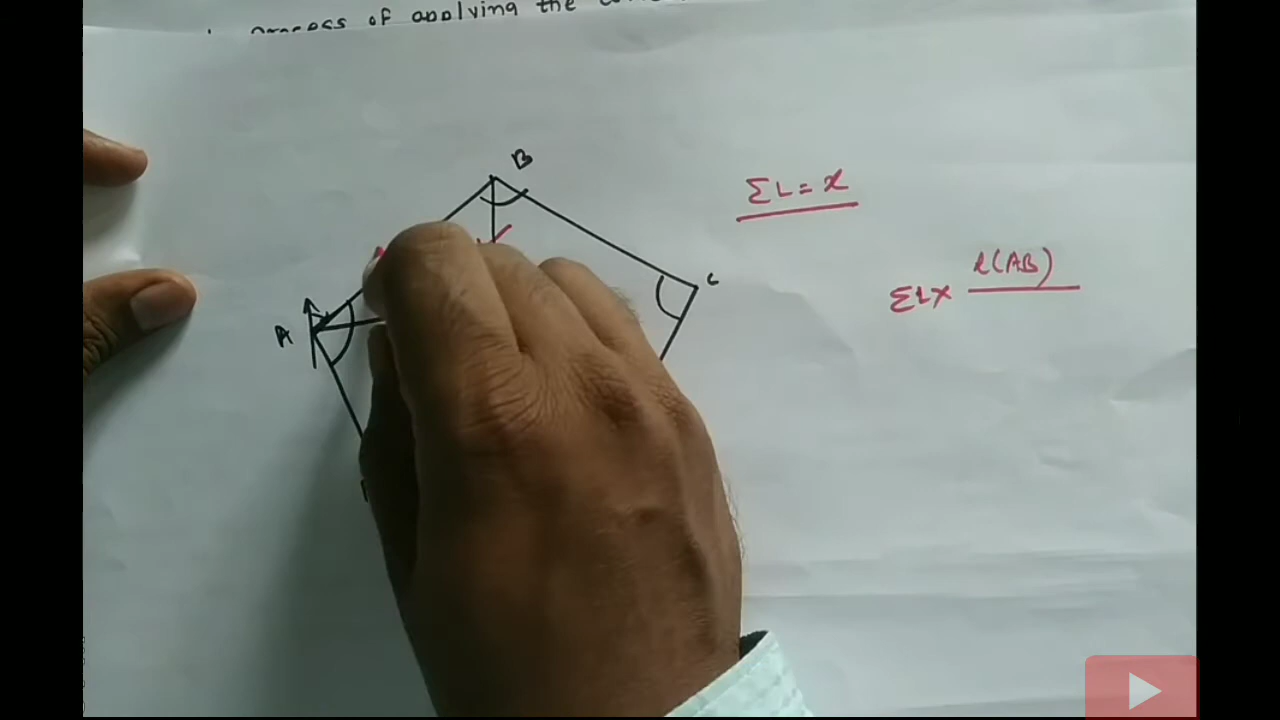 process of applying the
B
ΣL = x
l(AB)
ΣL×
C
A